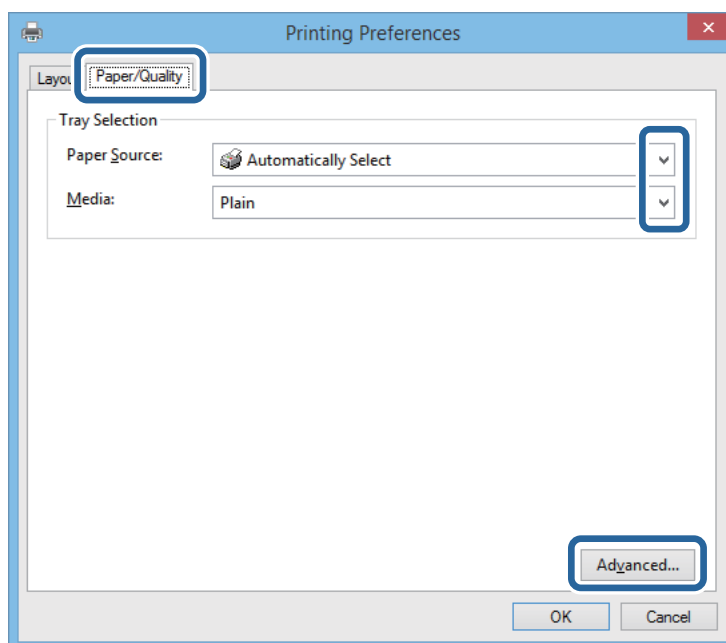 Printing Preferences
Layou Paper/Quality
Tray Selection
Paper Source: Automatically Select
Media: Plain
Advanced...
OK Cancel